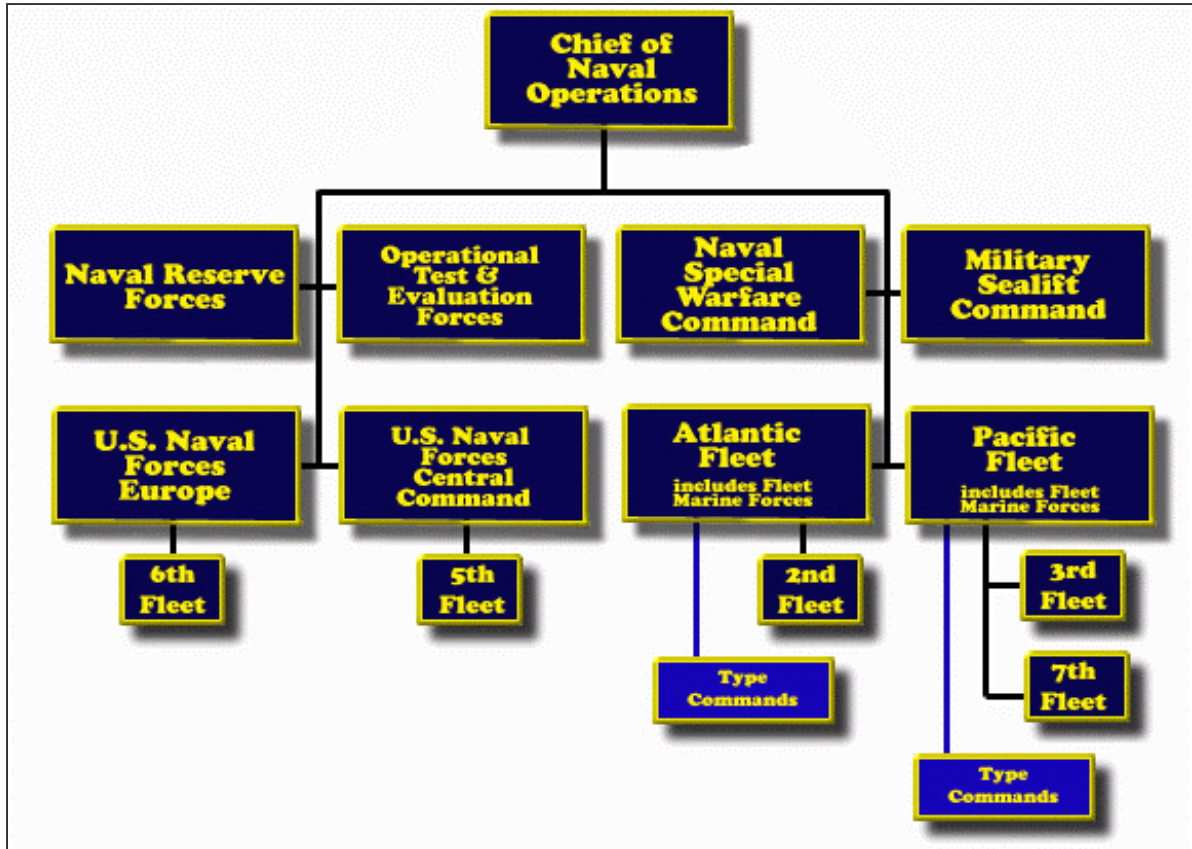 Chief of
Naval
Operations
Naval Reserve
Forces
Operational
Test &
Evaluation
Forces
Naval
Special
Warfare
Command
Military
Sealift
Command
U.S. Naval
Forces
Europe
U.S. Naval
Forces
Central
Command
Atlantic
Fleet
includes Fleet
Marine Forces
Pacific
Fleet
includes Fleet
Marine Forces
6th
Fleet
5th
Fleet
2nd
Fleet
3rd
Fleet
7th
Fleet
Type
Commands
Type
Commands